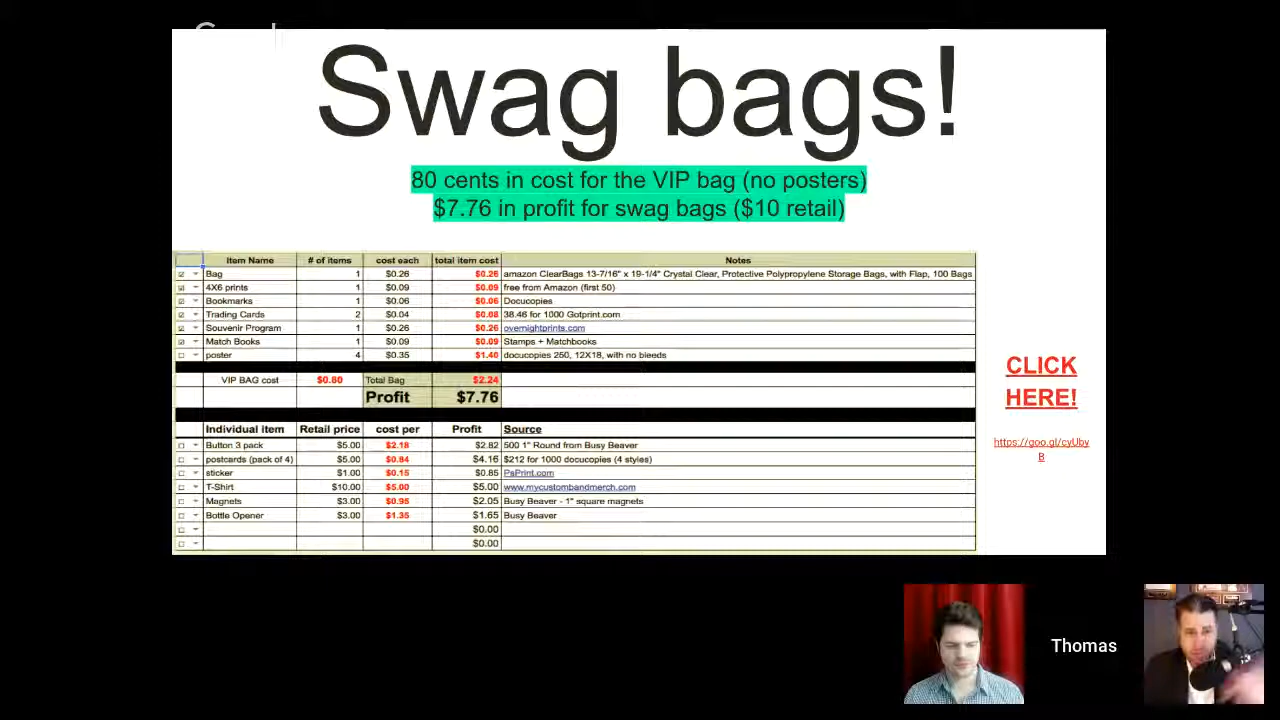 Swag bags!
80 cents in cost for the VIP bag (no posters)
$7.76 in profit for swag bags ($10 retail)
Item Name # of items cost each total item cost Notes
Bag 1 $0.26 $0.26 amazon ClearBags 13-7/16" x 19-1/4" Crystal Clear, Protective Polypropylene Storage Bags, with Flap, 100 Bags
4X6 prints 1 $0.09 $0.09 free from Amazon (first 50)
Bookmarks 1 $0.06 $0.06 Docucopies
Trading Cards 2 $0.04 $0.08 38.46 for 1000 Gotprint.com
Souvenir Program 1 $0.26 $0.26 overnightprints.com
Match Books 1 $0.09 $0.09 Stamps + Matchbooks
poster 4 $0.35 $1.40 docucopies 250, 12X18, with no bleeds
VIP BAG cost $0.80 Total Bag $2.24
Profit $7.76
Individual item Retail price cost per Profit Source
Button 3 pack $5.00 $2.18 $2.82 500 1" Round from Busy Beaver
postcards (pack of 4) $5.00 $0.84 $4.16 $212 for 1000 docucopies (4 styles)
sticker $1.00 $0.15 $0.85 PsPrint.com
T-Shirt $10.00 $5.00 $5.00 www.mycustombandmerch.com
Magnets $3.00 $0.95 $2.05 Busy Beaver - 1" square magnets
Bottle Opener $3.00 $1.35 $1.65 Busy Beaver
$0.00
$0.00
CLICK
HERE!
https://goo.gl/cyUby
B
Thomas